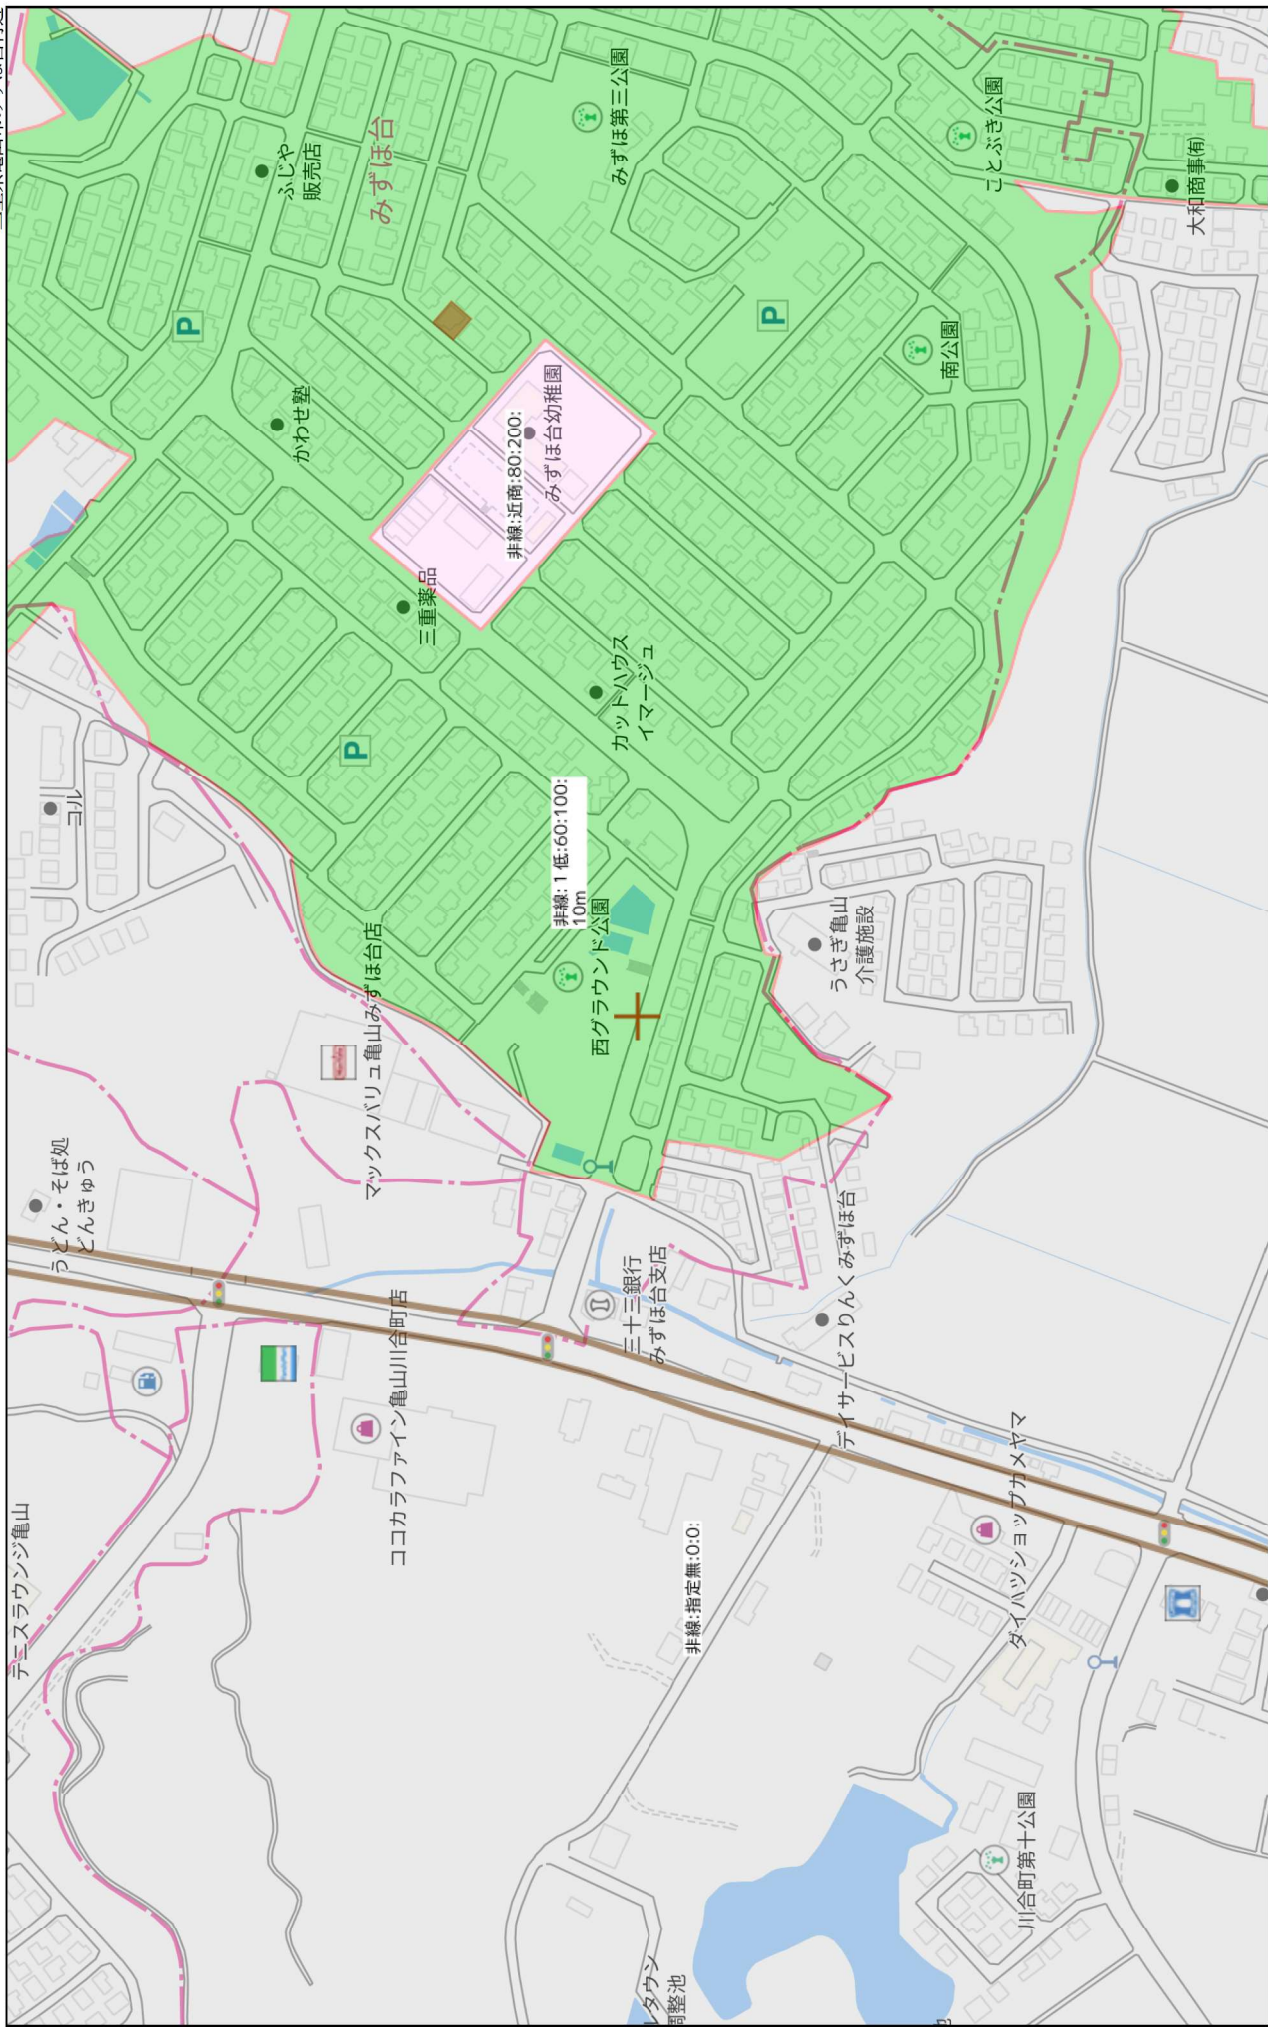 ふじや
販売店
みずほ台
みずほ第三公園
ことぶき公園
大和商事(有)
P
P
かわせ塾
南公園
みずほ台幼稚園
非線:近商:80:200:
三重薬品
カットハウス
イマージュ
P
コル
非線:1低:60:100:
10m
西グラウンド公園
うさぎ亀山
介護施設
マックスバリュ亀山みずほ台店
うどん・そば処
どんきゅう
三十三銀行
みずほ台支店
デイサービスりんくみずほ台
ココカラファイン亀山川合町店
ダイハツショップカメヤマ
テニスラウンジ亀山
非線:指定無:0:0:
川合町第十公園
タウン
調整池